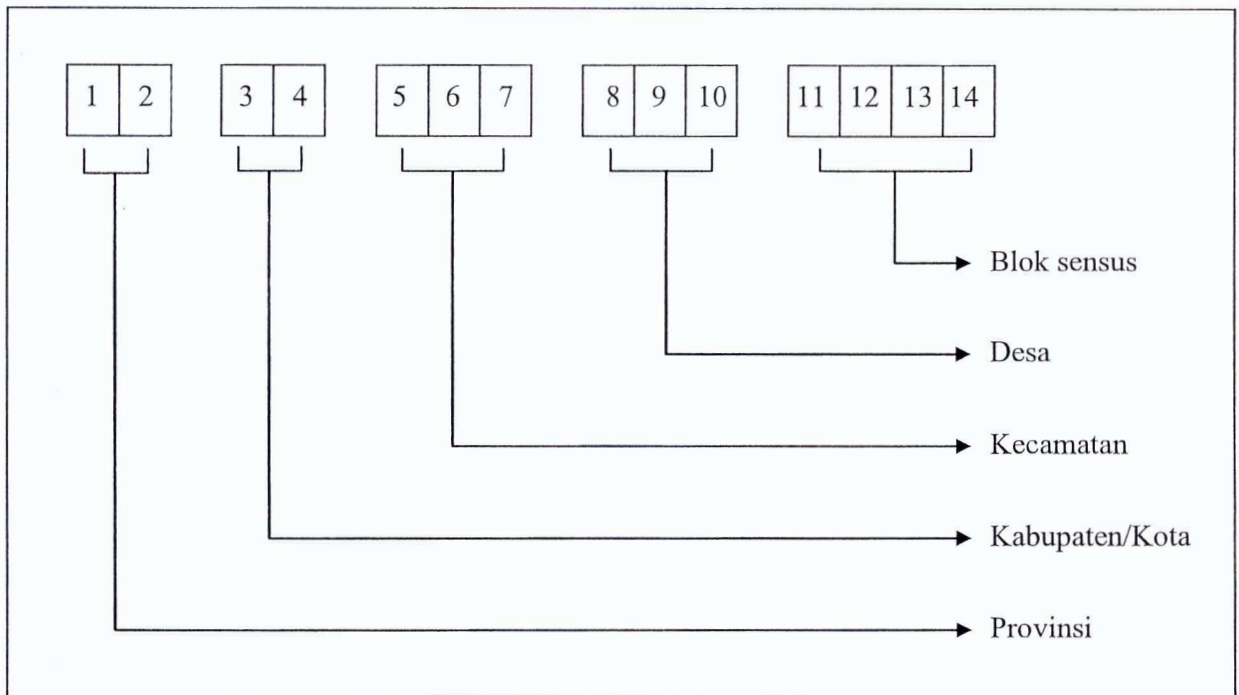 1 2 3 4 5 6 7 8 9 10 11 12 13 14
Blok sensus
Desa
Kecamatan
Kabupaten/Kota
Provinsi